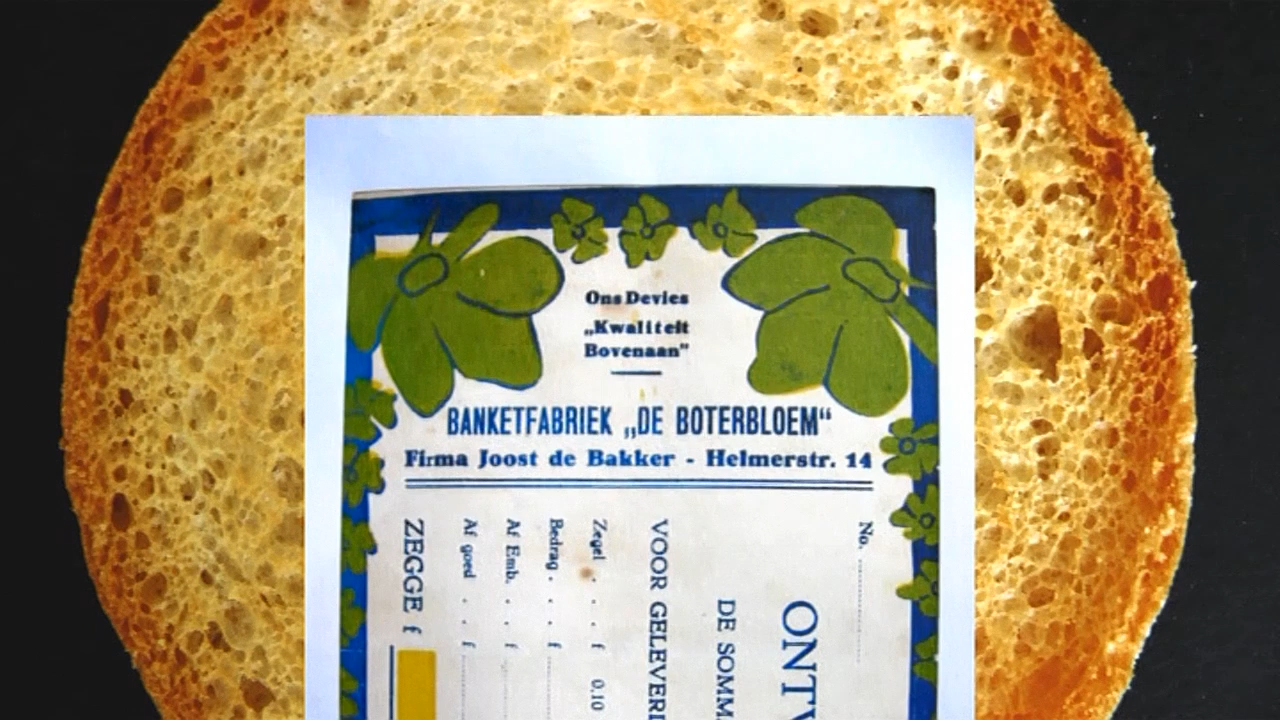 Ons Devies
„Kwaliteit
Bovenaan"
BANKETFABRIEK „DE BOTERBLOEM“
Firma Joost de Bakker - Helmerstr. 14
No.
ONTV
DE SOMM
VOOR GELEVERD
Zegel . . f 0.10
Bedrag . . f
Af Emb. . . f
Af goed . . f
ZEGGE f